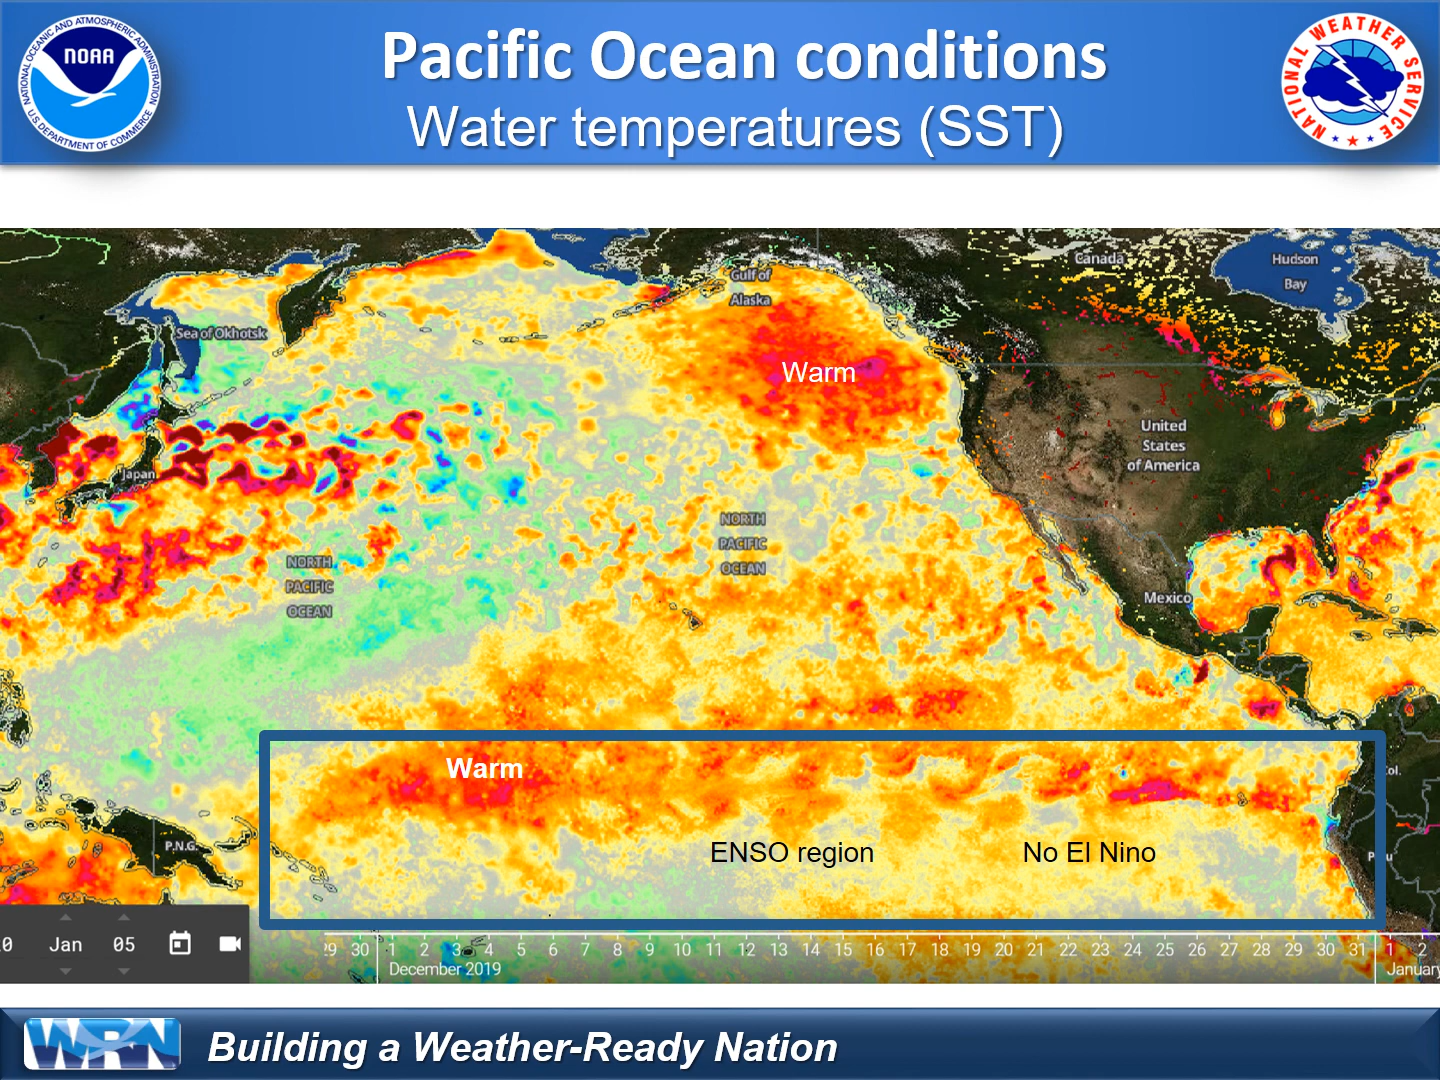 NATIONAL OCEANIC AND ATMOSPHERIC ADMINISTRATION
NOAA
U.S. DEPARTMENT OF COMMERCE
Pacific Ocean conditions
Water temperatures (SST)
NATIONAL WEATHER SERVICE
Gulf of
Alaska
Canada
Hudson
Bay
Sea of Okhotsk
Warm
United
States
of America
Japan
NORTH
PACIFIC
OCEAN
NORTH
PACIFIC
OCEAN
Mexico
Warm
Col.
P.N.G.
ENSO region
No El Nino
0 Jan 05
29 30 1 2 3 4 5 6 7 8 9 10 11 12 13 14 15 16 17 18 19 20 21 22 23 24 25 26 27 28 29 30 31 1 2
December 2019
January
WRN
Building a Weather-Ready Nation